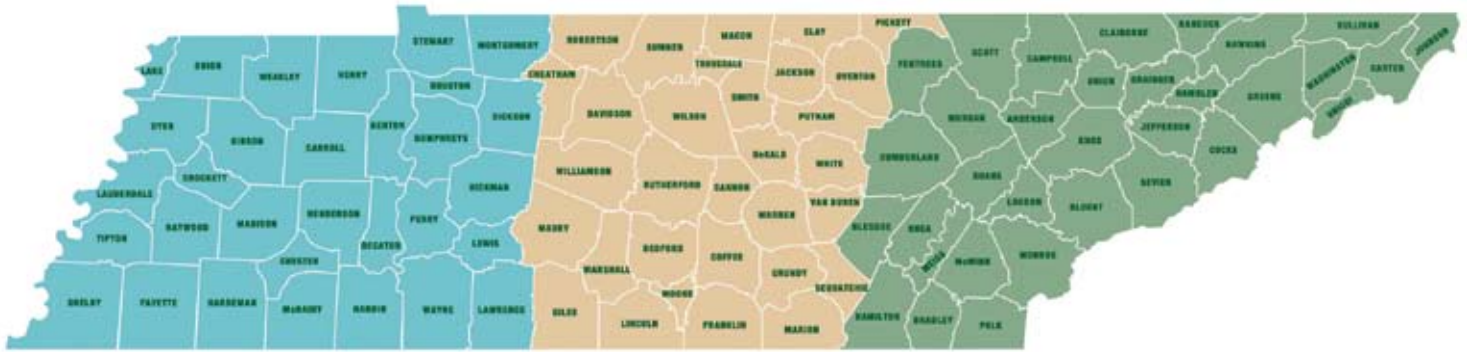 STEWART
MONTGOMERY
ROBERTSON
SUMNER
MACON
CLAY
PICKETT
SCOTT
CAMPBELL
CLAIBORNE
HANCOCK
HAWKINS
SULLIVAN
JOHNSON
LAKE
OBION
WEAKLEY
HENRY
HOUSTON
CHEATHAM
TROUSDALE
JACKSON
OVERTON
FENTRESS
UNION
GRAINGER
HAMBLEN
GREENE
WASHINGTON
CARTER
UNICOI
DYER
GIBSON
CARROLL
BENTON
HUMPHREYS
DICKSON
DAVIDSON
WILSON
SMITH
PUTNAM
MORGAN
ANDERSON
KNOX
JEFFERSON
COCKE
LAUDERDALE
CROCKETT
HICKMAN
WILLIAMSON
RUTHERFORD
CANNON
DeKALB
WHITE
CUMBERLAND
ROANE
LOUDON
BLOUNT
SEVIER
TIPTON
HAYWOOD
MADISON
HENDERSON
DECATUR
PERRY
LEWIS
MAURY
WARREN
VAN BUREN
BLEDSOE
RHEA
MEIGS
McMINN
MONROE
CHESTER
MARSHALL
BEDFORD
COFFEE
GRUNDY
SEQUATCHIE
SHELBY
FAYETTE
HARDEMAN
McNAIRY
HARDIN
WAYNE
LAWRENCE
GILES
LINCOLN
MOORE
FRANKLIN
MARION
HAMILTON
BRADLEY
POLK